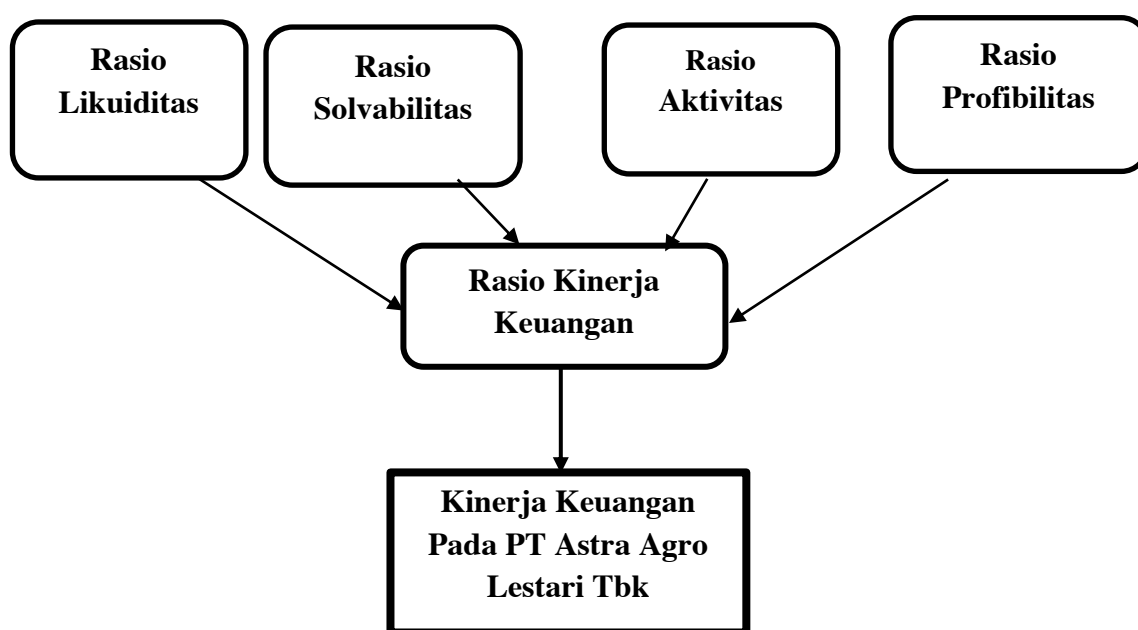 Rasio
Likuiditas
Rasio
Solvabilitas
Rasio
Aktivitas
Rasio
Profibilitas
Rasio Kinerja
Keuangan
Kinerja Keuangan
Pada PT Astra Agro
Lestari Tbk